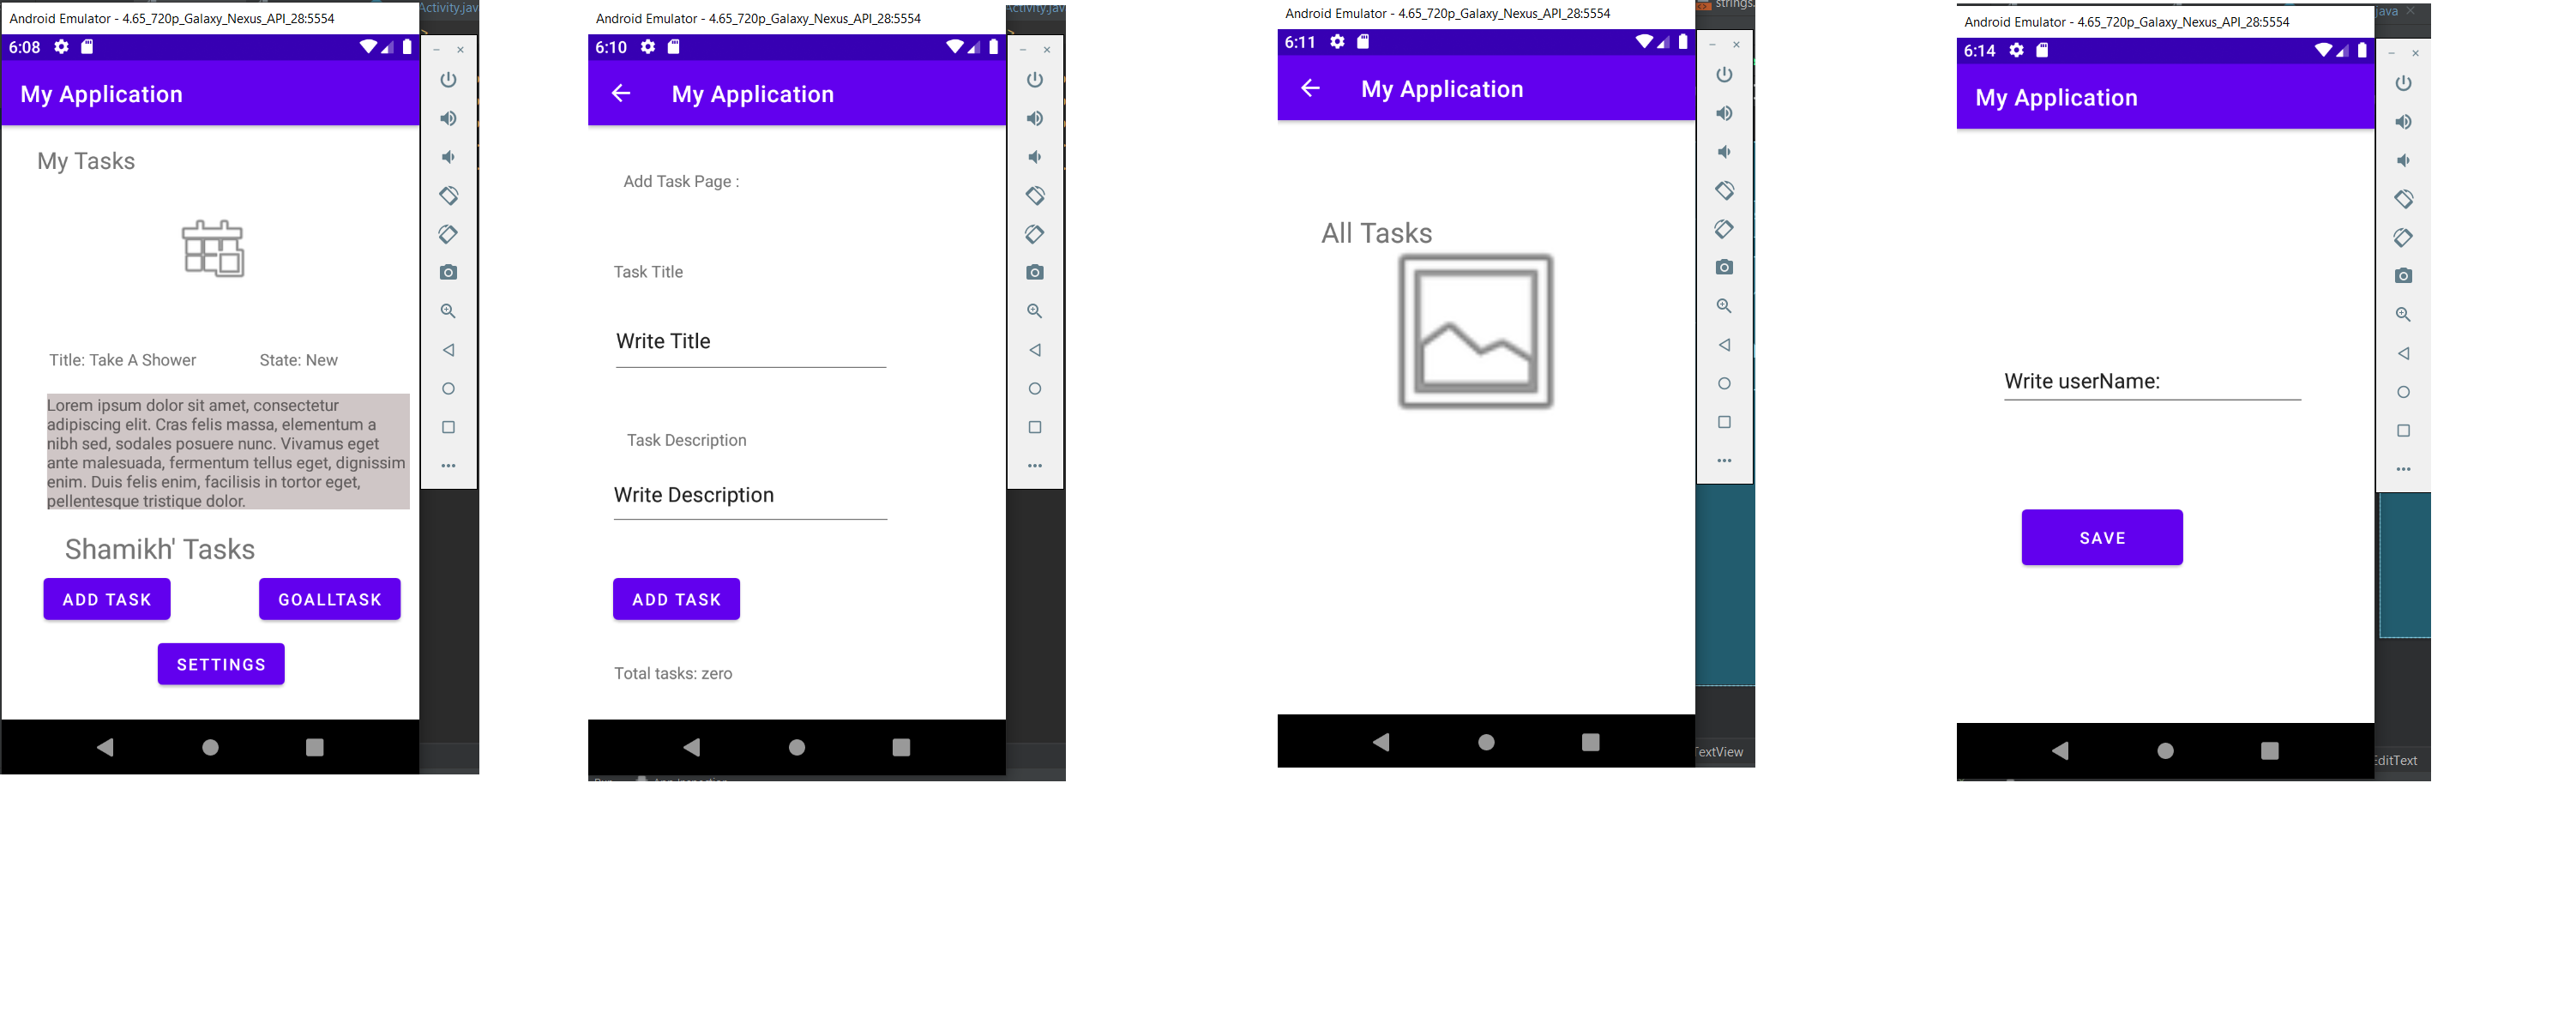 Activity.jav
Android Emulator - 4.65_720p_Galaxy_Nexus_API_28:5554
6:08
My Application
My Tasks
Title: Take A Shower
State: New
Lorem ipsum dolor sit amet, consectetur
adipiscing elit. Cras felis massa, elementum a
nibh sed, sodales posuere nunc. Vivamus eget
ante malesuada, fermentum tellus eget, dignissim
enim. Duis felis enim, facilisis in tortor eget,
pellentesque tristique dolor.
Shamikh' Tasks
ADD TASK
GOALLTASK
SETTINGS
Activity.jav
Android Emulator - 4.65_720p_Galaxy_Nexus_API_28:5554
6:10
My Application
Add Task Page :
Task Title
Write Title
Task Description
Write Description
ADD TASK
Total tasks: zero
strings.
Android Emulator - 4.65_720p_Galaxy_Nexus_API_28:5554
6:11
My Application
All Tasks
TextView
java
Android Emulator - 4.65_720p_Galaxy_Nexus_API_28:5554
6:14
My Application
Write userName:
SAVE
EditText